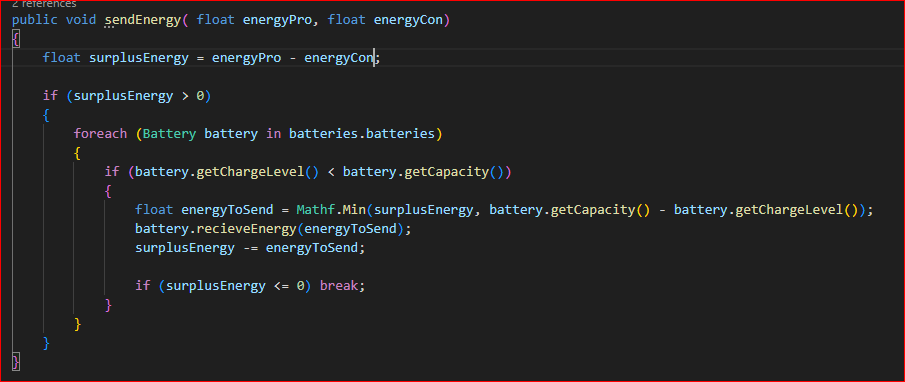 2 references
public void sendEnergy( float energyPro, float energyCon)
{
float surplusEnergy = energyPro - energyCon;
if (surplusEnergy > 0)
{
foreach (Battery battery in batteries.batteries)
{
if (battery.getChargeLevel() < battery.getCapacity())
{
float energyToSend = Mathf.Min(surplusEnergy, battery.getCapacity() - battery.getChargeLevel());
battery.recieveEnergy(energyToSend);
surplusEnergy -= energyToSend;
if (surplusEnergy <= 0) break;
}
}
}
}